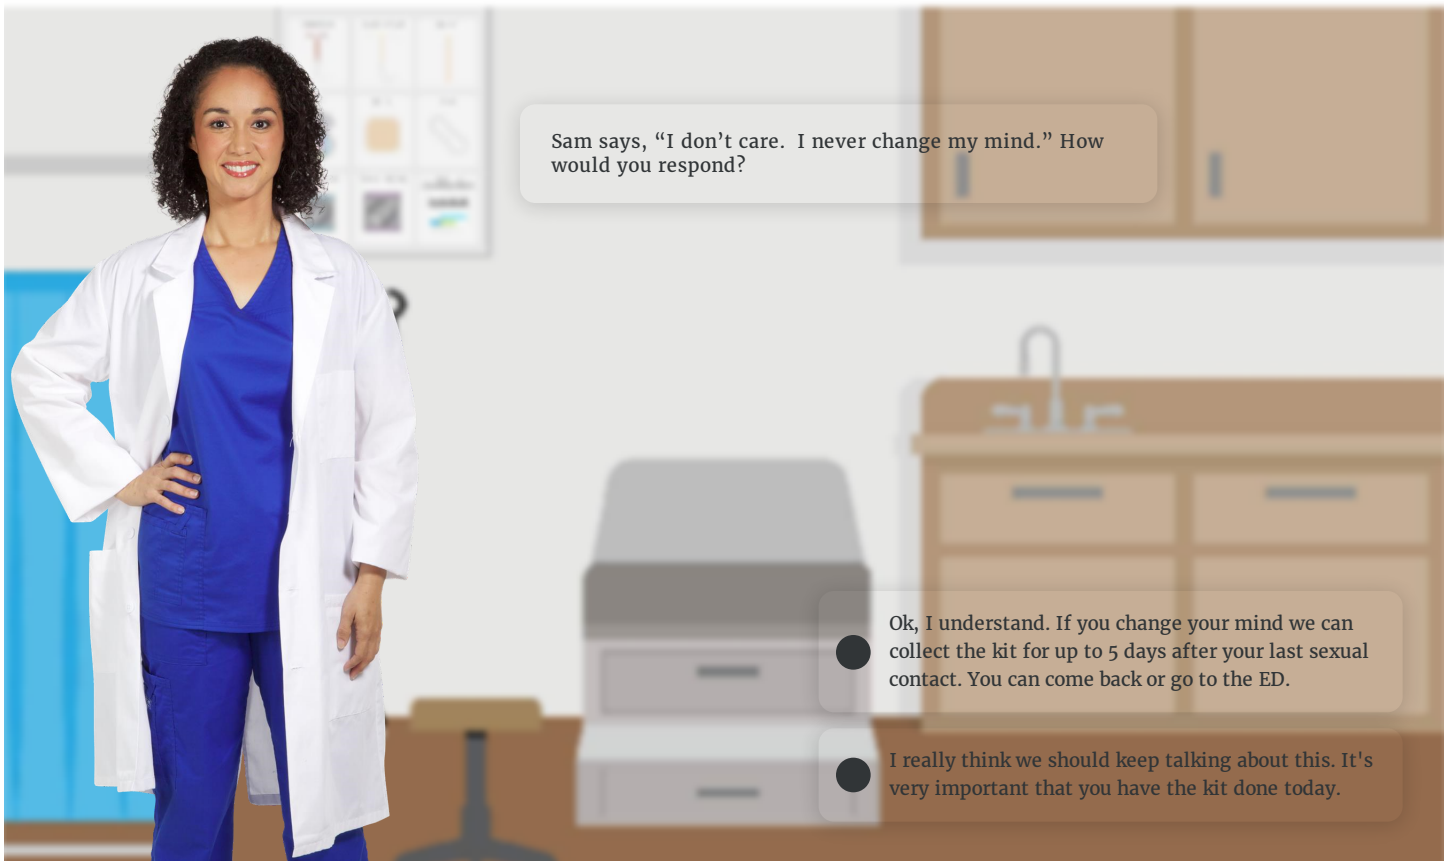 Sam says, “I don’t care.  I never change my mind.” How
would you respond?
Ok, I understand. If you change your mind we can
collect the kit for up to 5 days after your last sexual
contact. You can come back or go to the ED.
I really think we should keep talking about this. It's
very important that you have the kit done today.